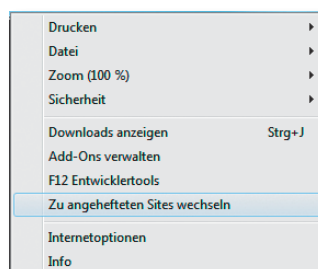 Drucken
Datei
Zoom (100 %)
Sicherheit
Downloads anzeigen Strg+J
Add-Ons verwalten
F12 Entwicklertools
Zu angehefteten Sites wechseln
Internetoptionen
Info